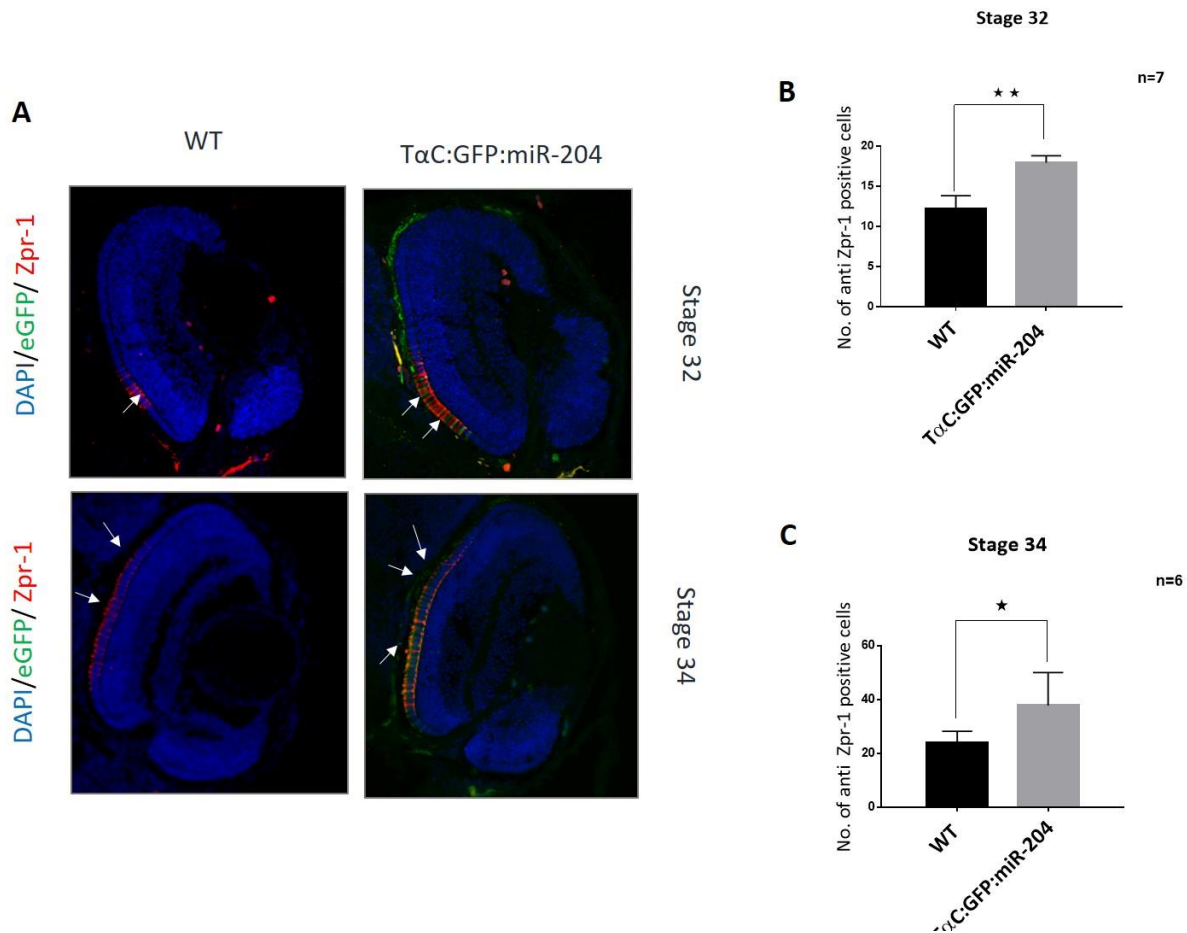 A
WT
TαC:GFP:miR-204
DAPI/eGFP/ Zpr-1
Stage 32
DAPI/eGFP/ Zpr-1
Stage 34
Stage 32
B
n=7
★ ★
No. of anti Zpr-1 positive cells
20
15
10
5
0
WT
TαC:GFP:miR-204
C
Stage 34
n=6
★
No. of anti Zpr-1 positive cells
60
40
20
0
WT
TαC:GFP:miR-204